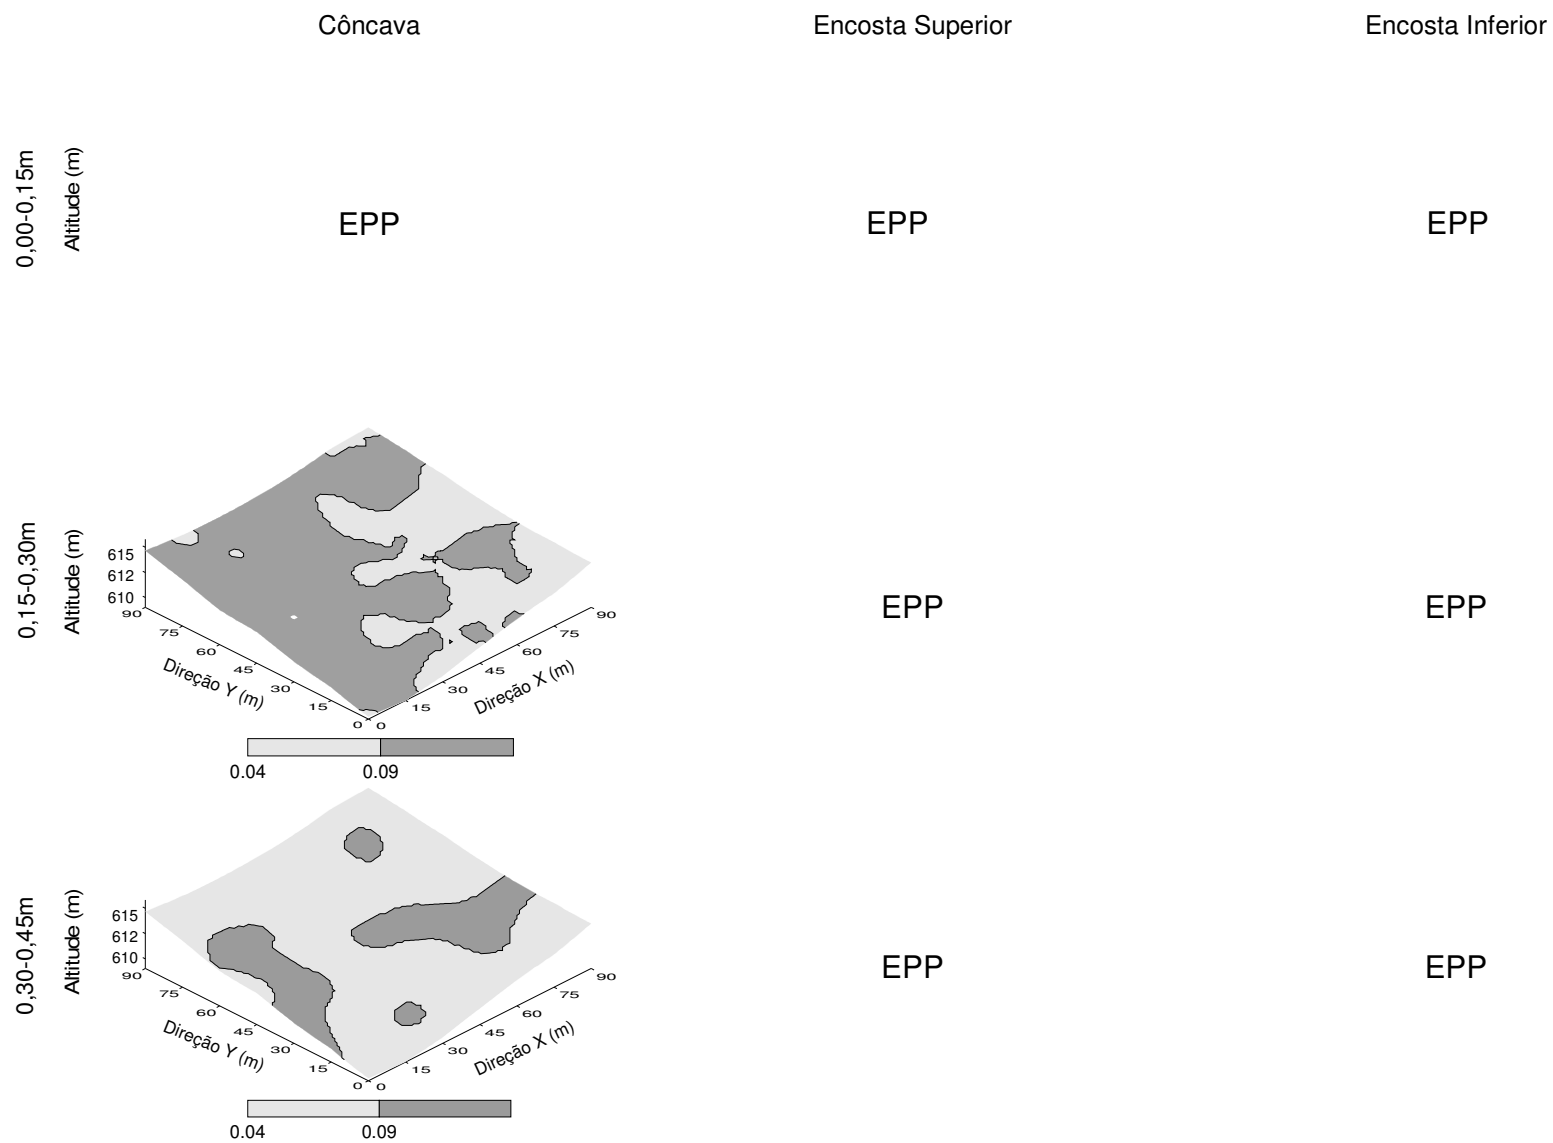 Côncava Encosta Superior Encosta Inferior
0,00-0,15m
Altitude (m)
EPP EPP EPP
0,15-0,30m
Altitude (m)
615
612
610
90
75
60
45
30
15
0
Direção Y (m)
0
15
30
45
60
75
90
Direção X (m)
0.04 0.09
EPP EPP
0,30-0,45m
Altitude (m)
615
612
610
90
75
60
45
30
15
0
Direção Y (m)
0
15
30
45
60
75
90
Direção X (m)
0.04 0.09
EPP EPP